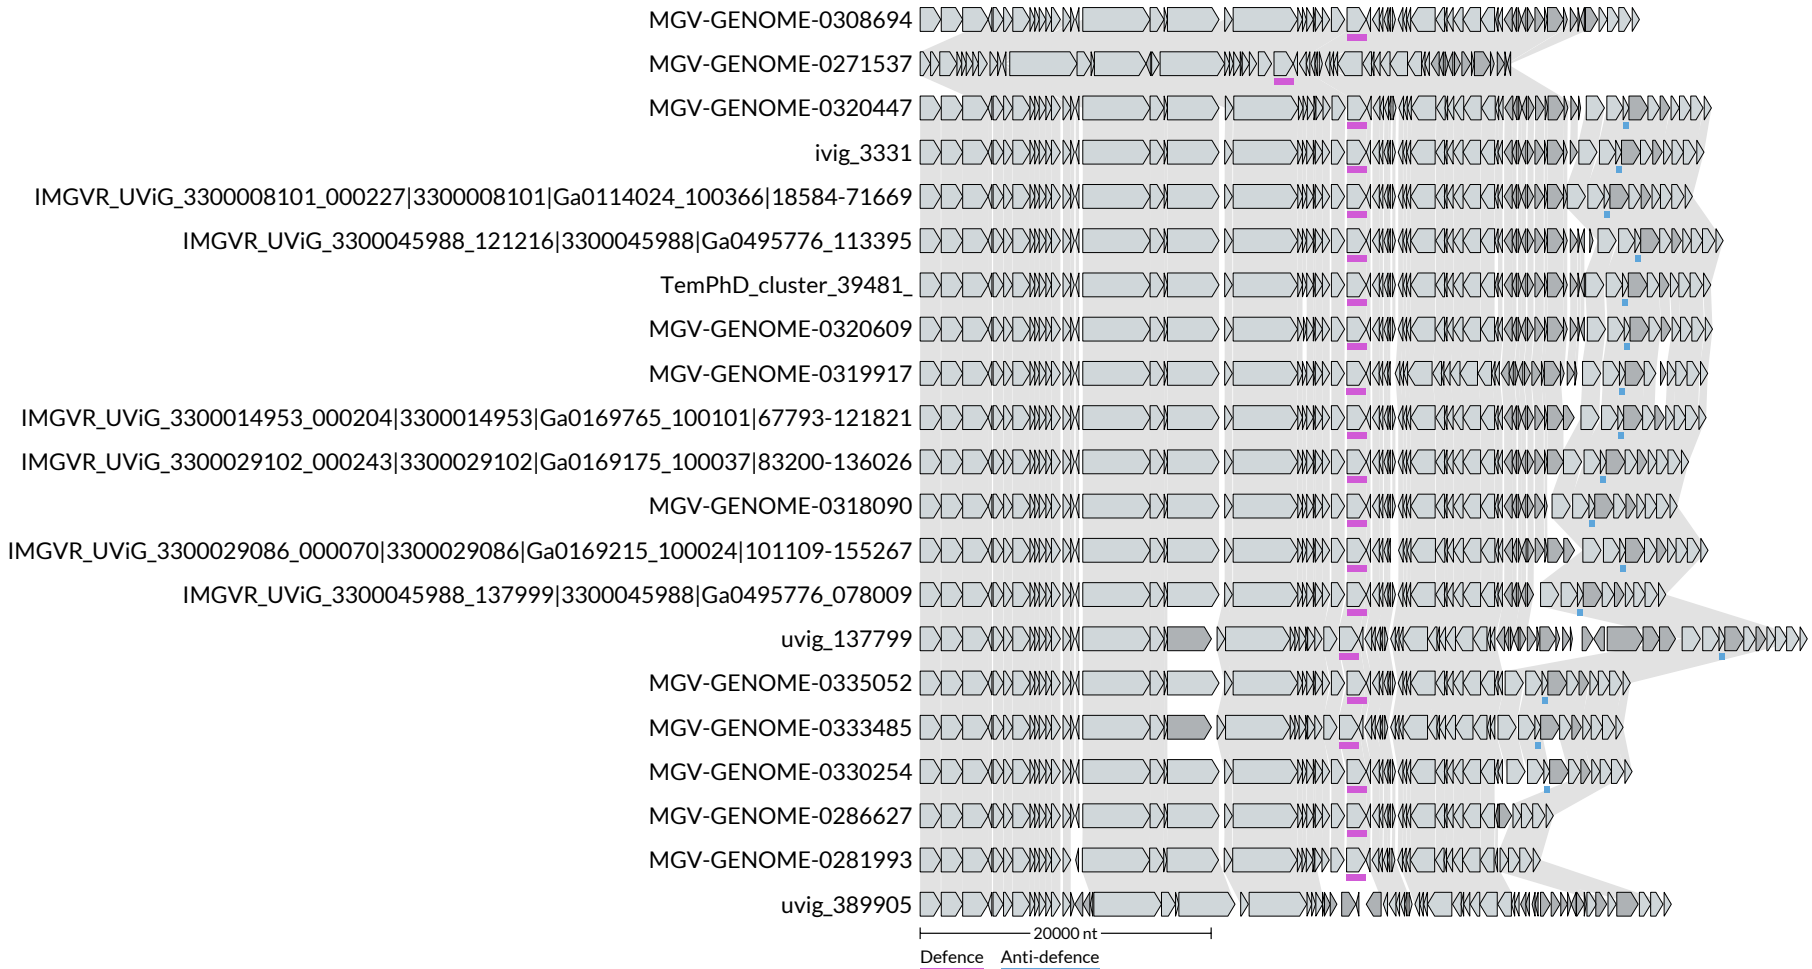 MGV-GENOME-0308694
MGV-GENOME-0271537
MGV-GENOME-0320447
ivig_3331
IMGVR_UViG_3300008101_000227|3300008101|Ga0114024_100366|18584-71669
IMGVR_UViG_3300045988_121216|3300045988|Ga0495776_113395
TemPhD_cluster_39481_
MGV-GENOME-0320609
MGV-GENOME-0319917
IMGVR_UViG_3300014953_000204|3300014953|Ga0169765_100101|67793-121821
IMGVR_UViG_3300029102_000243|3300029102|Ga0169175_100037|83200-136026
MGV-GENOME-0318090
IMGVR_UViG_3300029086_000070|3300029086|Ga0169215_100024|101109-155267
IMGVR_UViG_3300045988_137999|3300045988|Ga0495776_078009
uvig_137799
MGV-GENOME-0335052
MGV-GENOME-0333485
MGV-GENOME-0330254
MGV-GENOME-0286627
MGV-GENOME-0281993
uvig_389905
20000 nt
Defence Anti-defence